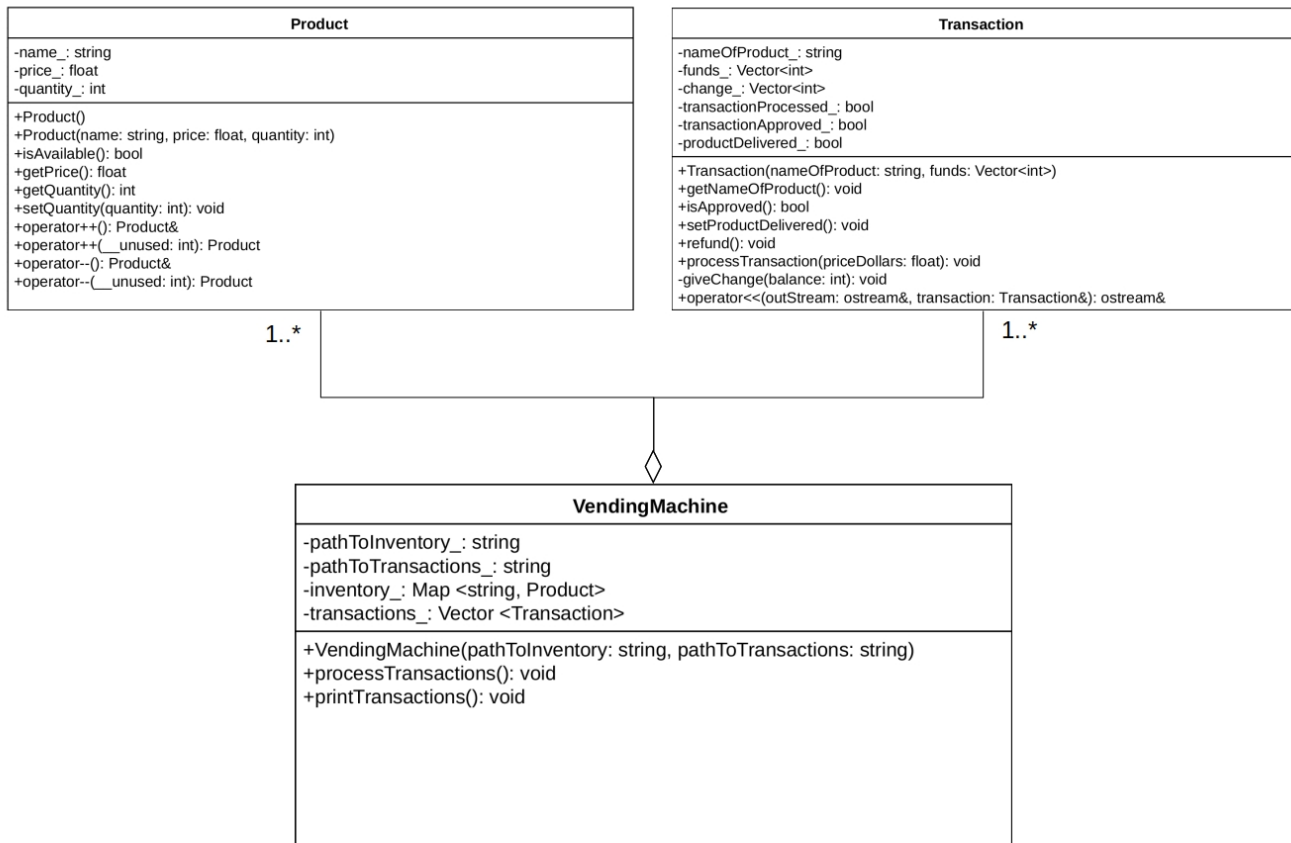 Product
-name_: string
-price_: float
-quantity_: int
+Product()
+Product(name: string, price: float, quantity: int)
+isAvailable(): bool
+getPrice(): float
+getQuantity(): int
+setQuantity(quantity: int): void
+operator++(): Product&
+operator++(__unused: int): Product
+operator--(): Product&
+operator--(__unused: int): Product
1..*
Transaction
-nameOfProduct_: string
-funds_: Vector<int>
-change_: Vector<int>
-transactionProcessed_: bool
-transactionApproved_: bool
-productDelivered_: bool
+Transaction(nameOfProduct: string, funds: Vector<int>)
+getNameOfProduct(): void
+isApproved(): bool
+setProductDelivered(): void
+refund(): void
+processTransaction(priceDollars: float): void
-giveChange(balance: int): void
+operator<<(outStream: ostream&, transaction: Transaction&): ostream&
1..*
VendingMachine
-pathToInventory_: string
-pathToTransactions_: string
-inventory_: Map <string, Product>
-transactions_: Vector <Transaction>
+VendingMachine(pathToInventory: string, pathToTransactions: string)
+processTransactions(): void
+printTransactions(): void